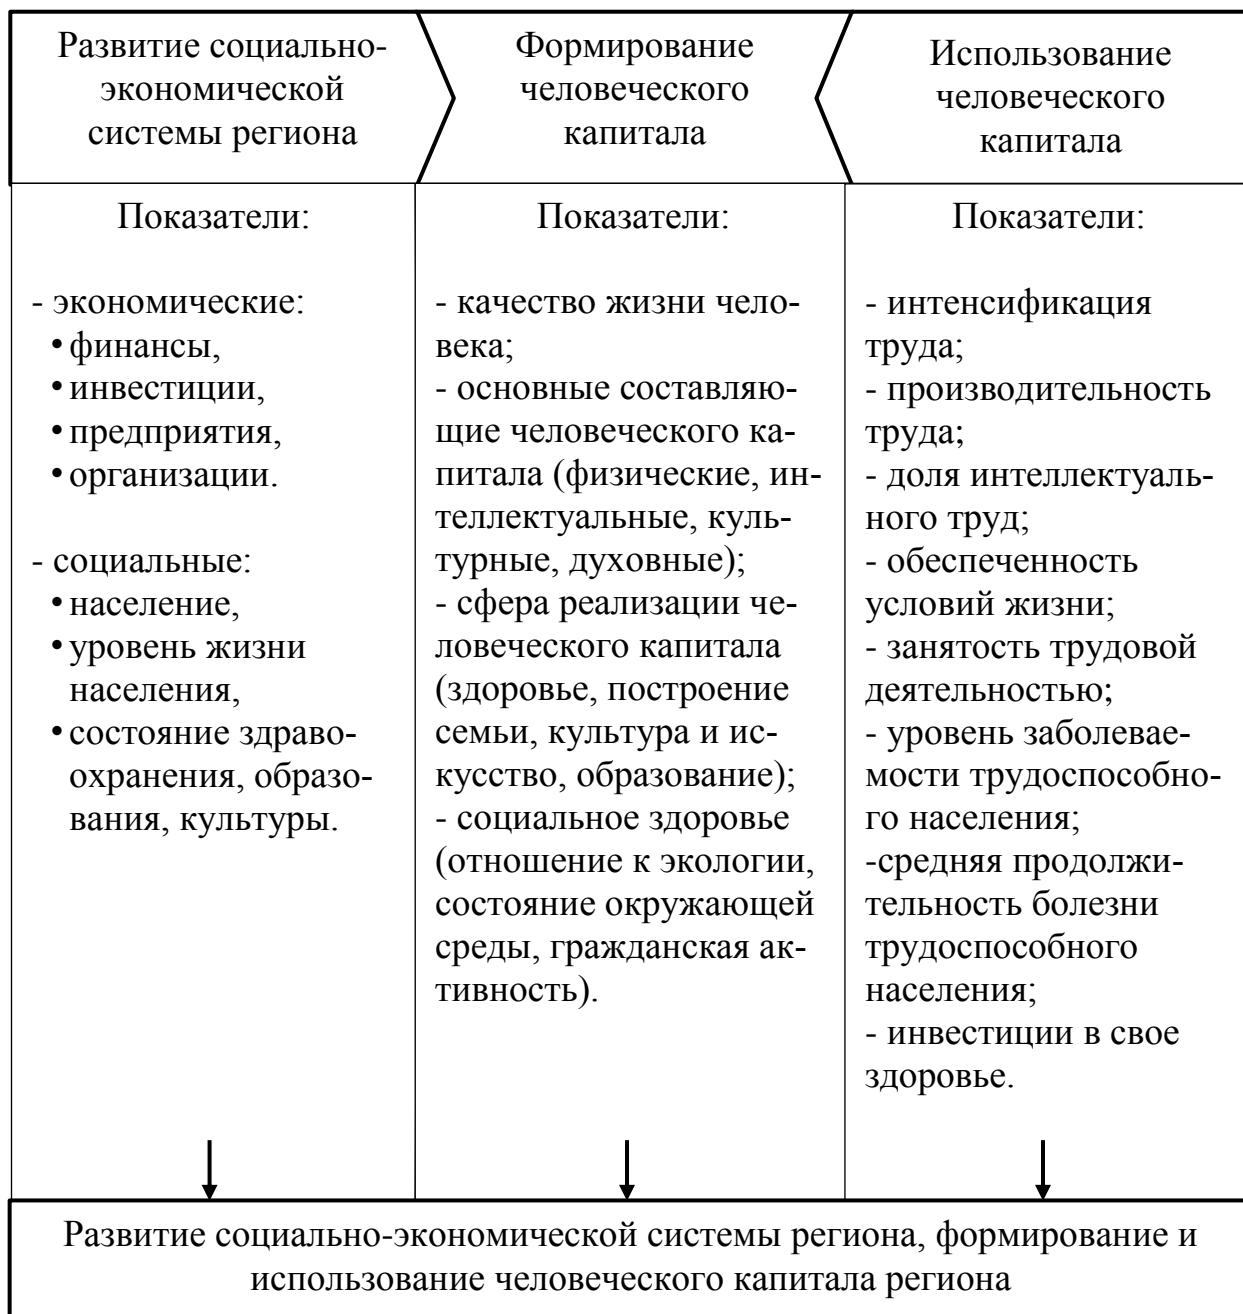 Развитие социально-
экономической
системы региона
Формирование
человеческого
капитала
Использование
человеческого
капитала
Показатели:
- экономические:
• финансы,
• инвестиции,
• предприятия,
• организации.
- социальные:
• население,
• уровень жизни
населения,
• состояние здраво-
охранения, образо-
вания, культуры.
Показатели:
- качество жизни чело-
века;
- основные составляю-
щие человеческого ка-
питала (физические, ин-
теллектуальные, куль-
турные, духовные);
- сфера реализации че-
ловеческого капитала
(здоровье, построение
семьи, культура и ис-
кусство, образование);
- социальное здоровье
(отношение к экологии,
состояние окружающей
среды, гражданская ак-
тивность).
Показатели:
- интенсификация
труда;
- производительность
труда;
- доля интеллектуаль-
ного труд;
- обеспеченность
условий жизни;
- занятость трудовой
деятельностью;
- уровень заболевае-
мости трудоспособно-
го населения;
-средняя продолжи-
тельность болезни
трудоспособного
населения;
- инвестиции в свое
здоровье.
Развитие социально-экономической системы региона, формирование и
использование человеческого капитала региона